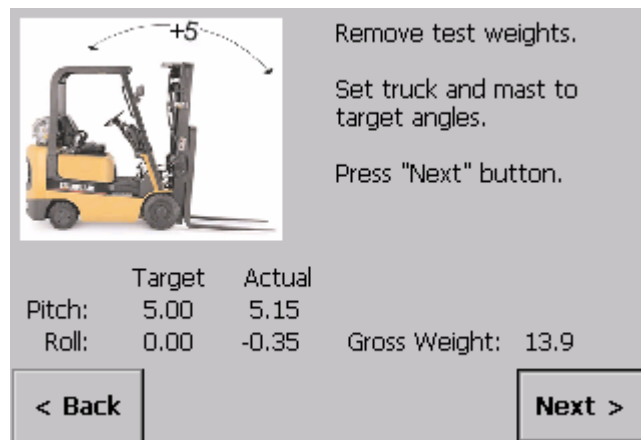 +5
Remove test weights.
Set truck and mast to
target angles.
Press "Next" button.
Target Actual
Pitch: 5.00 5.15
Roll: 0.00 -0.35 Gross Weight: 13.9
< Back Next >